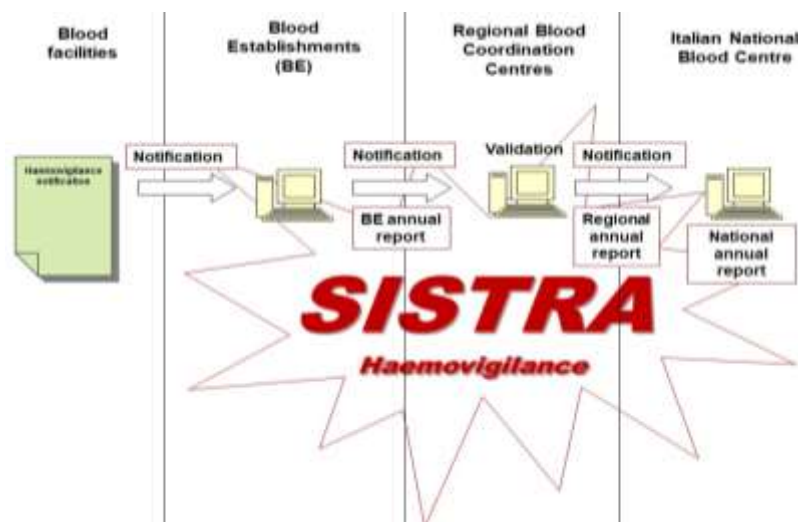 Blood
facilities
Blood
Establishments
(BE)
Regional Blood
Coordination
Centres
Italian National
Blood Centre
Haemovigilance
notification
Notification
Notification
Validation
Notification
BE annual
report
Regional
annual
report
National
annual
report
SISTRA
Haemovigilance